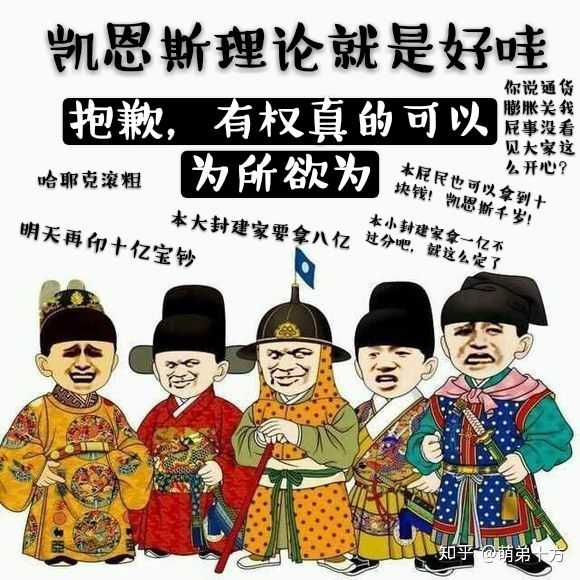 凯恩斯理论就是好哇
抱歉，有权真的可以
为所欲为
你说通货
膨胀关我
屁事没看
见大家这
么开心？
哈耶克滚粗
本屁民也可以拿到十
块钱！凯恩斯千岁！
明天再印十亿宝钞
本大封建家要拿八亿
本小封建家拿一亿不
过分吧，就这么定了
知乎 @萌弟十方